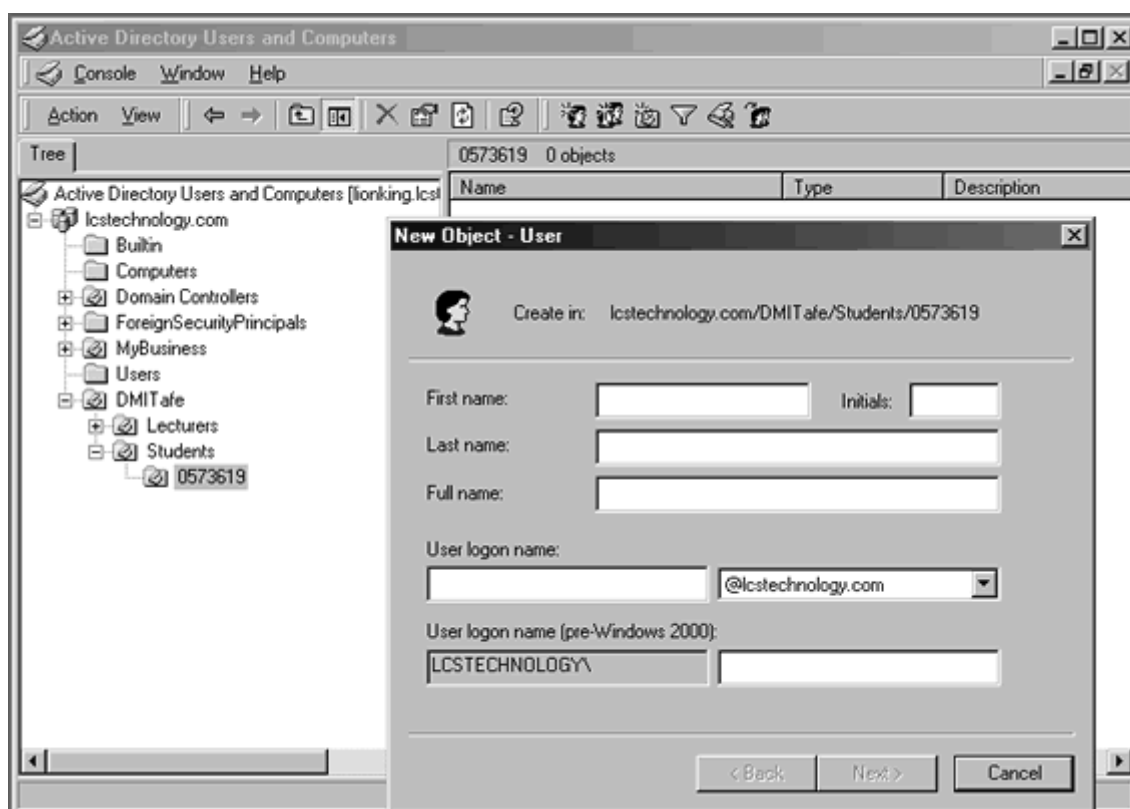 Active Directory Users and Computers
Console Window Help
Action View
Tree
0573619 0 objects
Active Directory Users and Computers [lionking.lcst
Name Type Description
lcstechnology.com
Builtin
Computers
Domain Controllers
ForeignSecurityPrincipals
MyBusiness
Users
DMITafe
Lecturers
Students
0573619
New Object - User
Create in: lcstechnology.com/DMITafe/Students/0573619
First name: Initials:
Last name:
Full name:
User logon name:
@lcstechnology.com
User logon name (pre-Windows 2000):
LCSTECHNOLOGY\
< Back Next > Cancel